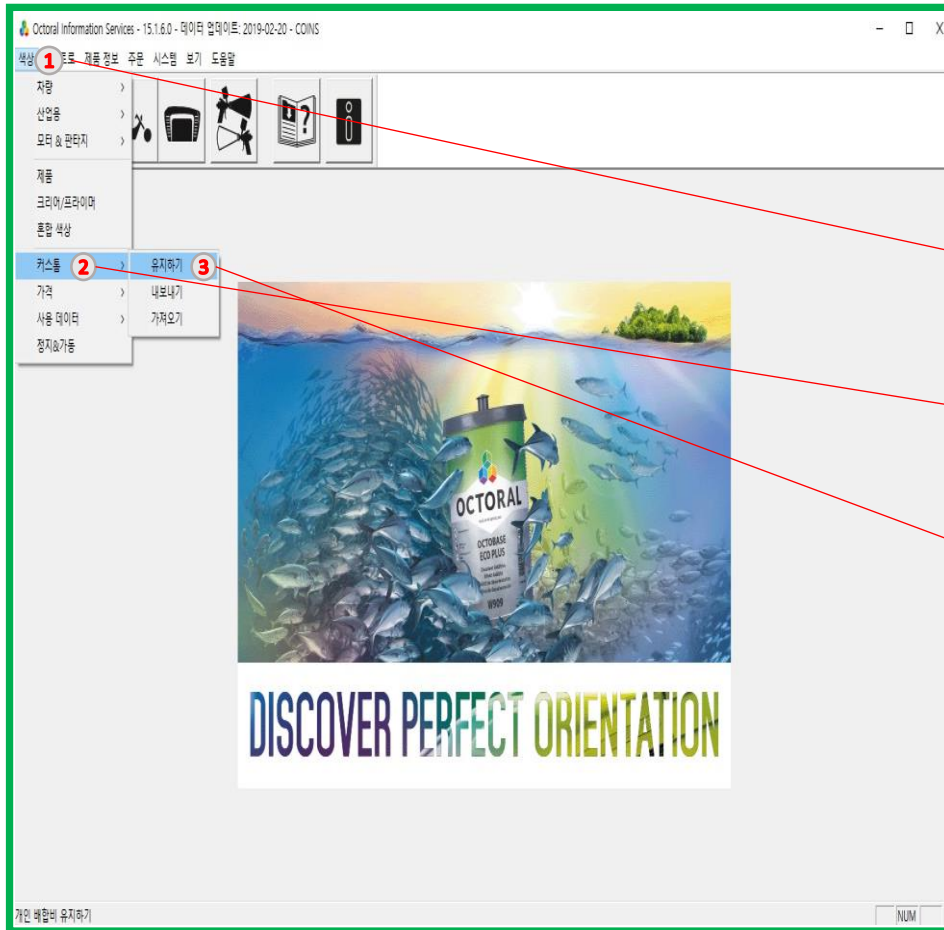 Octoral Information Services - 15.1.6.0 - 데이터 업데이트: 2019-02-20 - COINS
색상 1 제품 정보 주문 시스템 보기 도움말
차량
산업용
모터 & 판타지
제품
크리어/프라이머
혼합 색상
커스톰 2 유지하기 3
가격 내보내기
사용 데이터 가져오기
정지&가동
OCTORAL
OCTOBASE
ECO PLUS
W909
DISCOVER PERFECT ORIENTATION
개인 배합비 유지하기 NUM